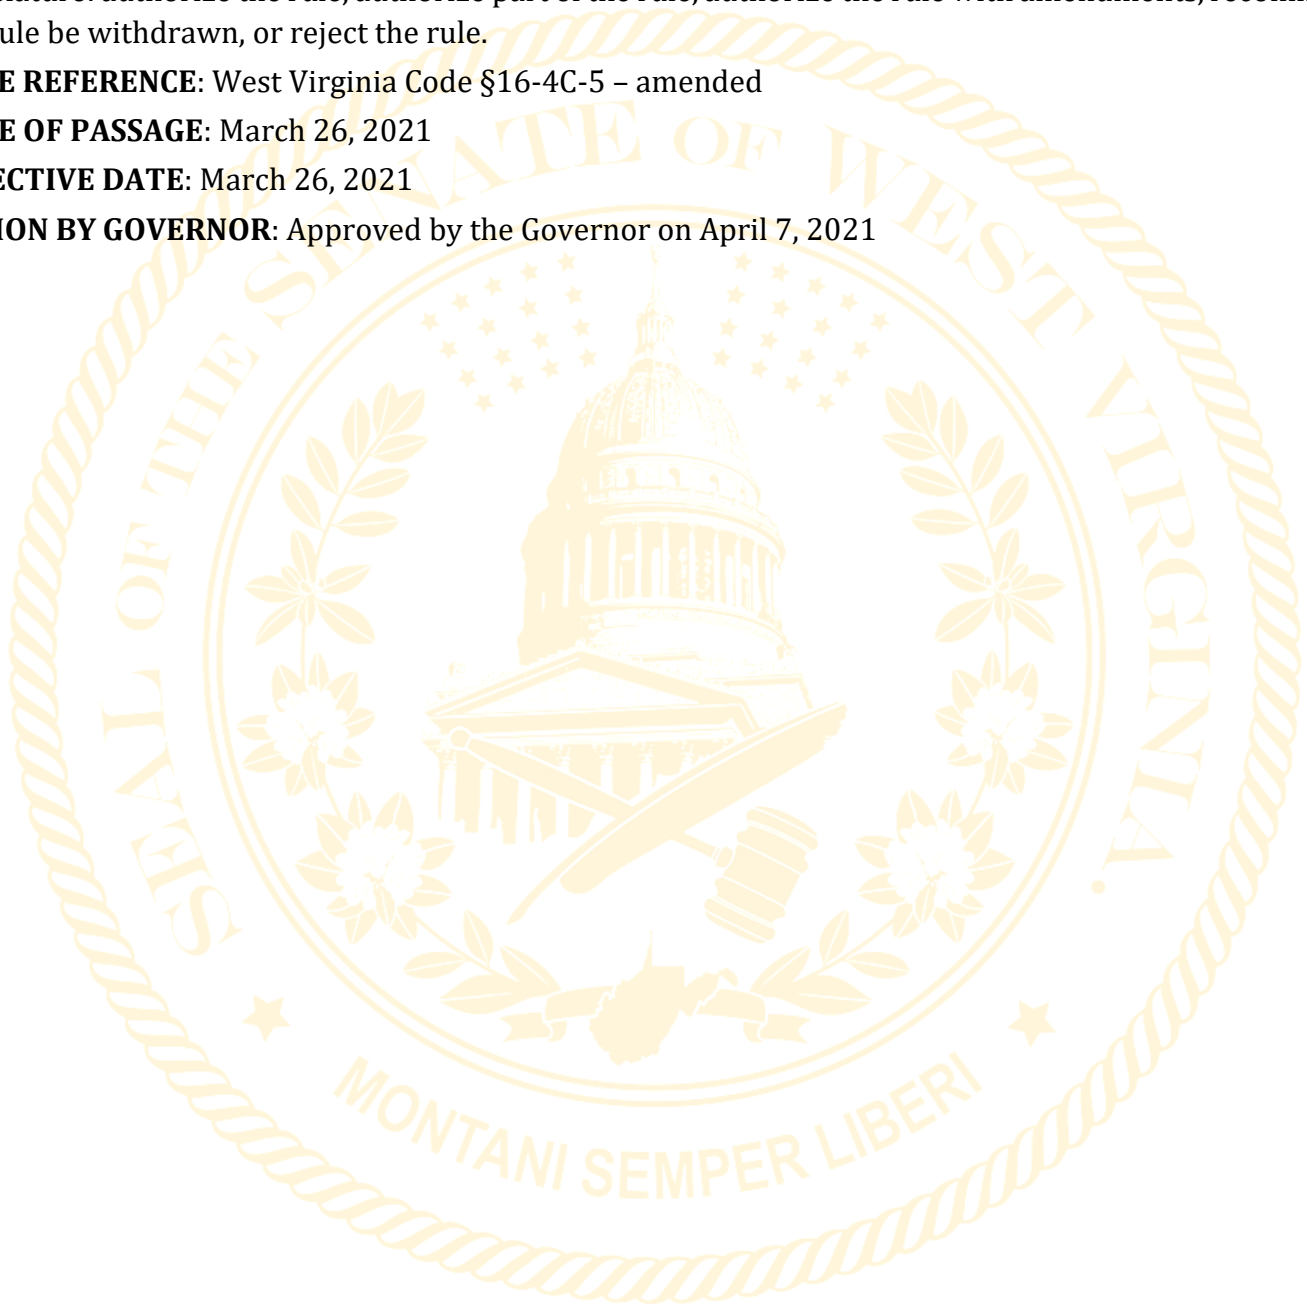 ule be withdrawn, or reject the rule.
E REFERENCE: West Virginia Code §16-4C-5 – amended
E OF PASSAGE: March 26, 2021
ECTIVE DATE: March 26, 2021
ION BY GOVERNOR: Approved by the Governor on April 7, 2021
SEAL OF THE SENATE OF WEST VIRGINIA.
MONTANI SEMPER LIBERI